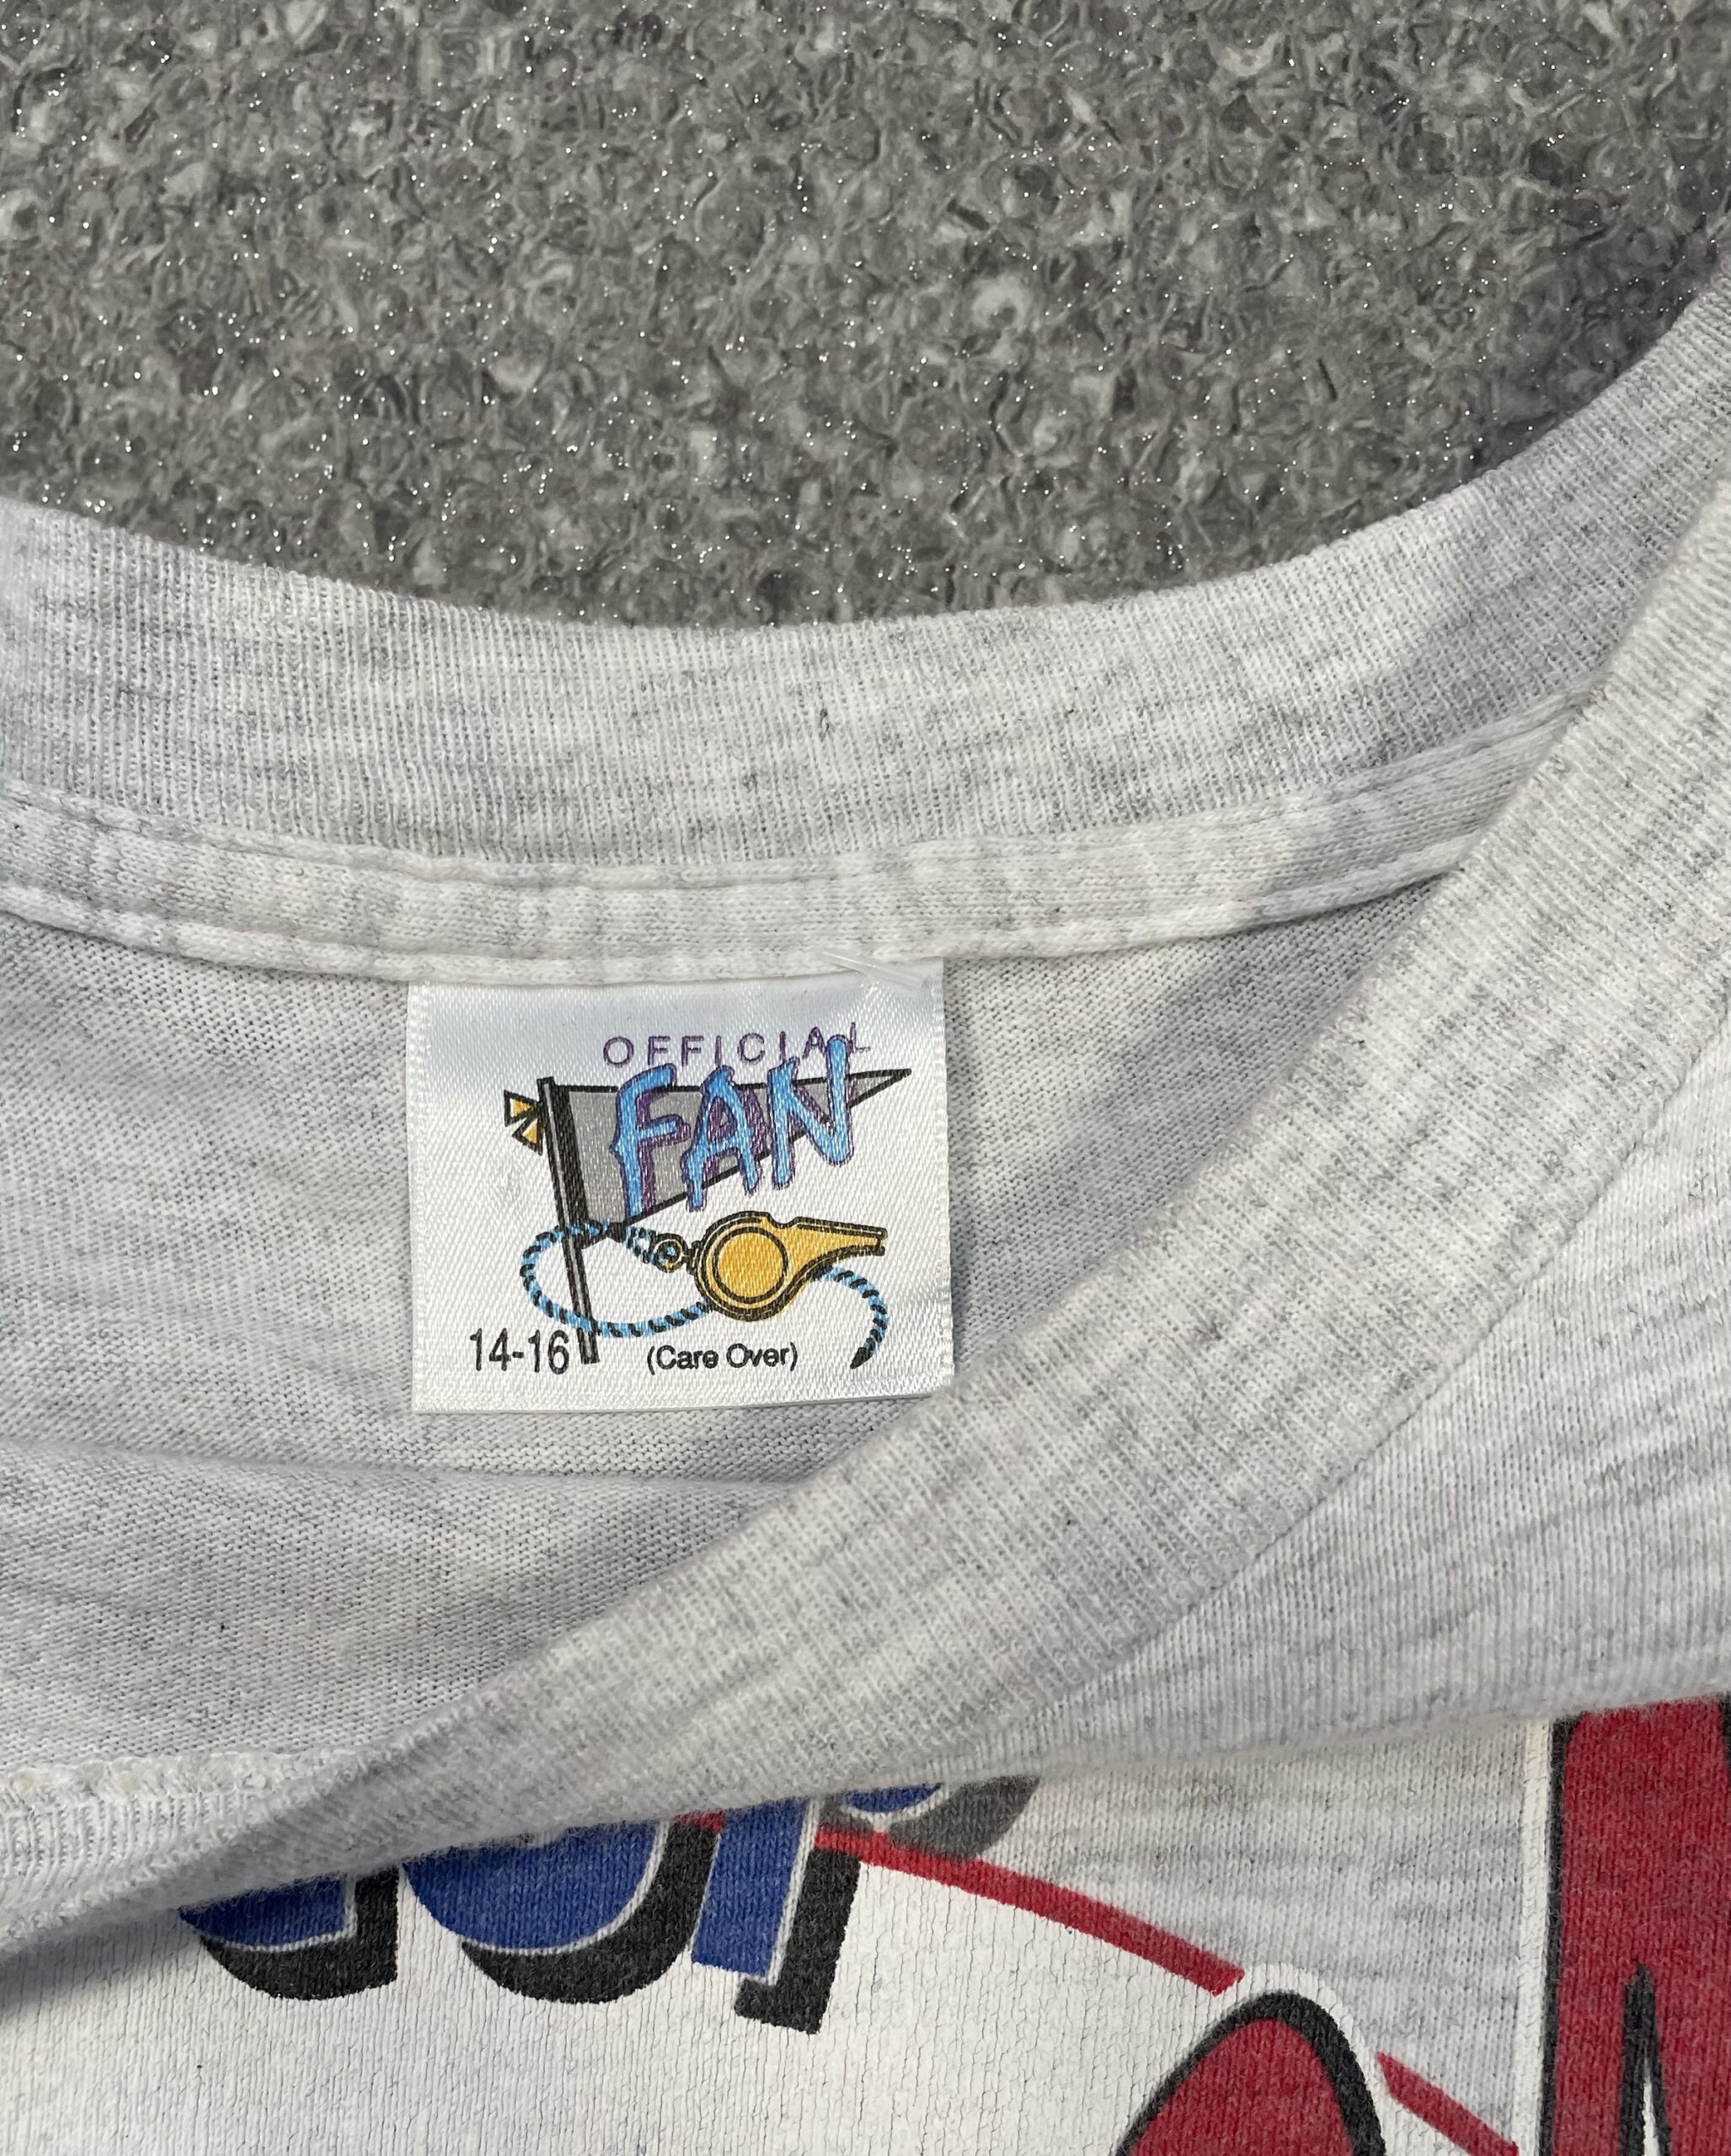 OFFICIAL
FAN
14-16
(Care Over)